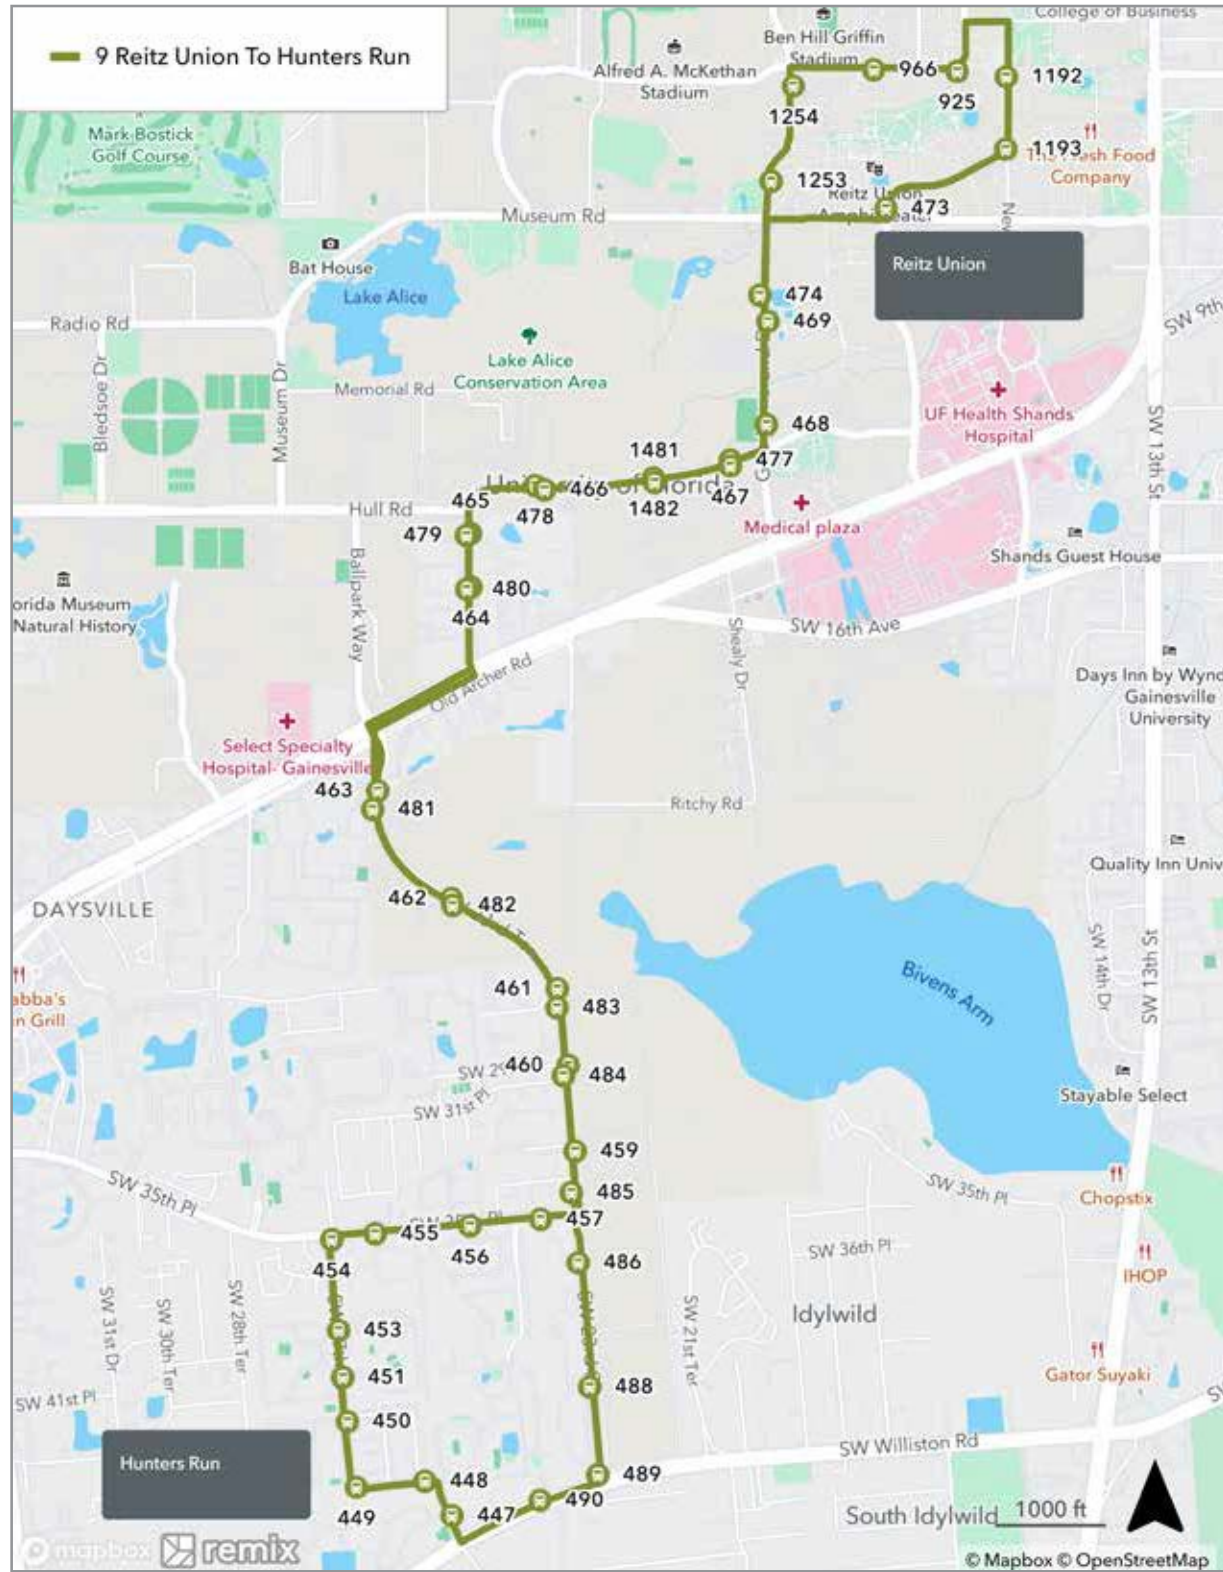 9 Reitz Union To Hunters Run
College of Business
Ben Hill Griffin
Stadium
Alfred A. McKethan
Stadium
966
925
1192
1254
Mark Bostick
Golf Course
1193
Company
1253
Reitz Union
473
Museum Rd
Reitz Union
Bat House
Lake Alice
474
469
Radio Rd
SW 9th
Lake Alice
Conservation Area
Memorial Rd
Bledsoe Dr
Museum Dr
UF Health Shands
Hospital
468
SW 13th St
1481
477
465
466
478
1482
467
Hull Rd
479
Medical plaza
Shands Guest House
480
464
Ballpark Way
orida Museum
Natural History
SW 16th Ave
Shealy Dr
Old Archer Rd
Days Inn by Wynd
Gainesville
University
Select Specialty
Hospital- Gainesville
463
481
Ritchy Rd
Quality Inn Univ
462
482
DAYSVILLE
SW 14th Dr
SW 13th St
Bivens Arm
461
483
abba's
n Grill
460
484
SW 31st Pl
Stayable Select
459
485
SW 35th Pl
SW 35th Pl
Chopstix
457
455
456
454
486
SW 36th Pl
IHOP
SW 31st Dr
SW 30th Ter
SW 28th Ter
SW 21st Ter
Idylwild
453
451
Gator Suyaki
488
SW 41st Pl
450
Hunters Run
SW Williston Rd
489
448
490
449
447
South Idylwild
1000 ft
mapbox
remix
© Mapbox © OpenStreetMap